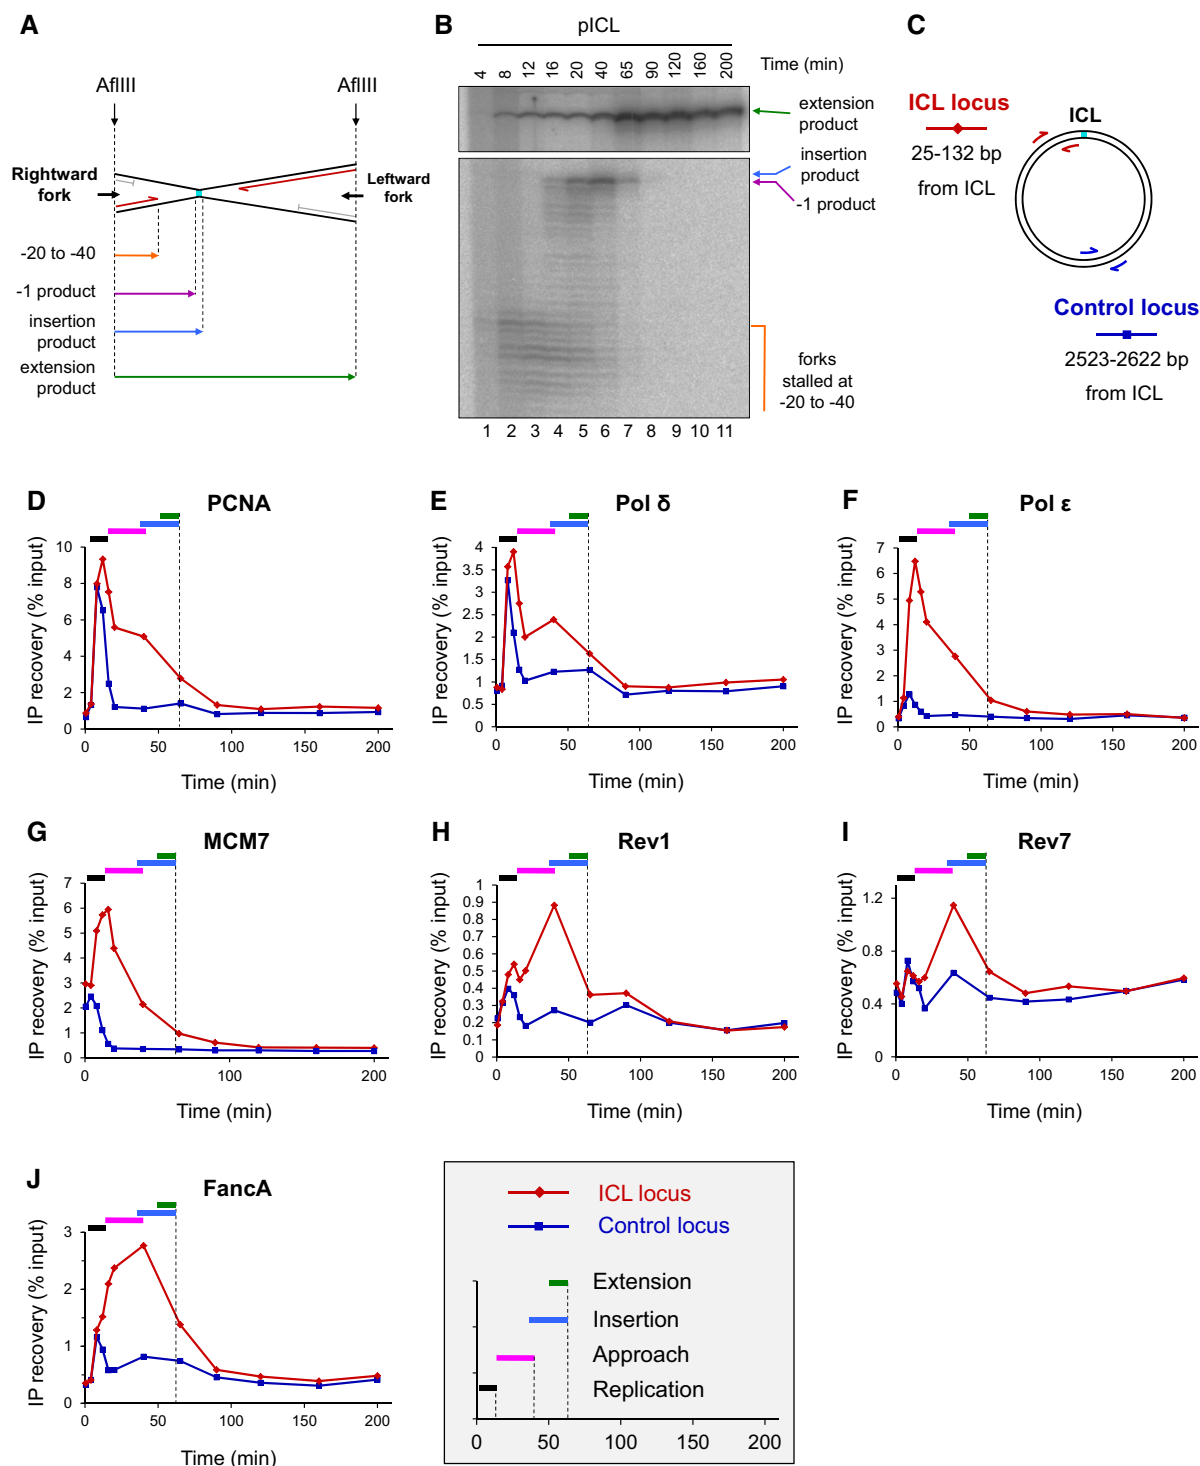 A
AflIII
AflIII
Rightward
fork
Leftward
fork
-20 to -40
-1 product
insertion
product
extension
product
B
pICL
4 8 12 16 20 40 65 90 120 160 200
Time (min)
extension
product
insertion
product
-1 product
forks
stalled at
-20 to -40
1 2 3 4 5 6 7 8 9 10 11
C
ICL locus
25-132 bp
from ICL
ICL
Control locus
2523-2622 bp
from ICL
D
PCNA
IP recovery (% input)
10
8
6
4
2
0
0 50 100 150 200
Time (min)
E
Pol δ
IP recovery (% input)
4
3.5
3
2.5
2
1.5
1
0.5
0
0 50 100 150 200
Time (min)
F
Pol ε
IP recovery (% input)
7
6
5
4
3
2
1
0
0 50 100 150 200
Time (min)
G
MCM7
IP recovery (% input)
7
6
5
4
3
2
1
0
0 100 200
Time (min)
H
Rev1
IP recovery (% input)
1
0.9
0.8
0.7
0.6
0.5
0.4
0.3
0.2
0.1
0
0 50 100 150 200
Time (min)
I
Rev7
IP recovery (% input)
1.2
0.8
0.4
0
0 50 100 150 200
Time (min)
J
FancA
IP recovery (% input)
3
2
1
0
0 50 100 150 200
Time (min)
ICL locus
Control locus
Extension
Insertion
Approach
Replication
0 50 100 150 200